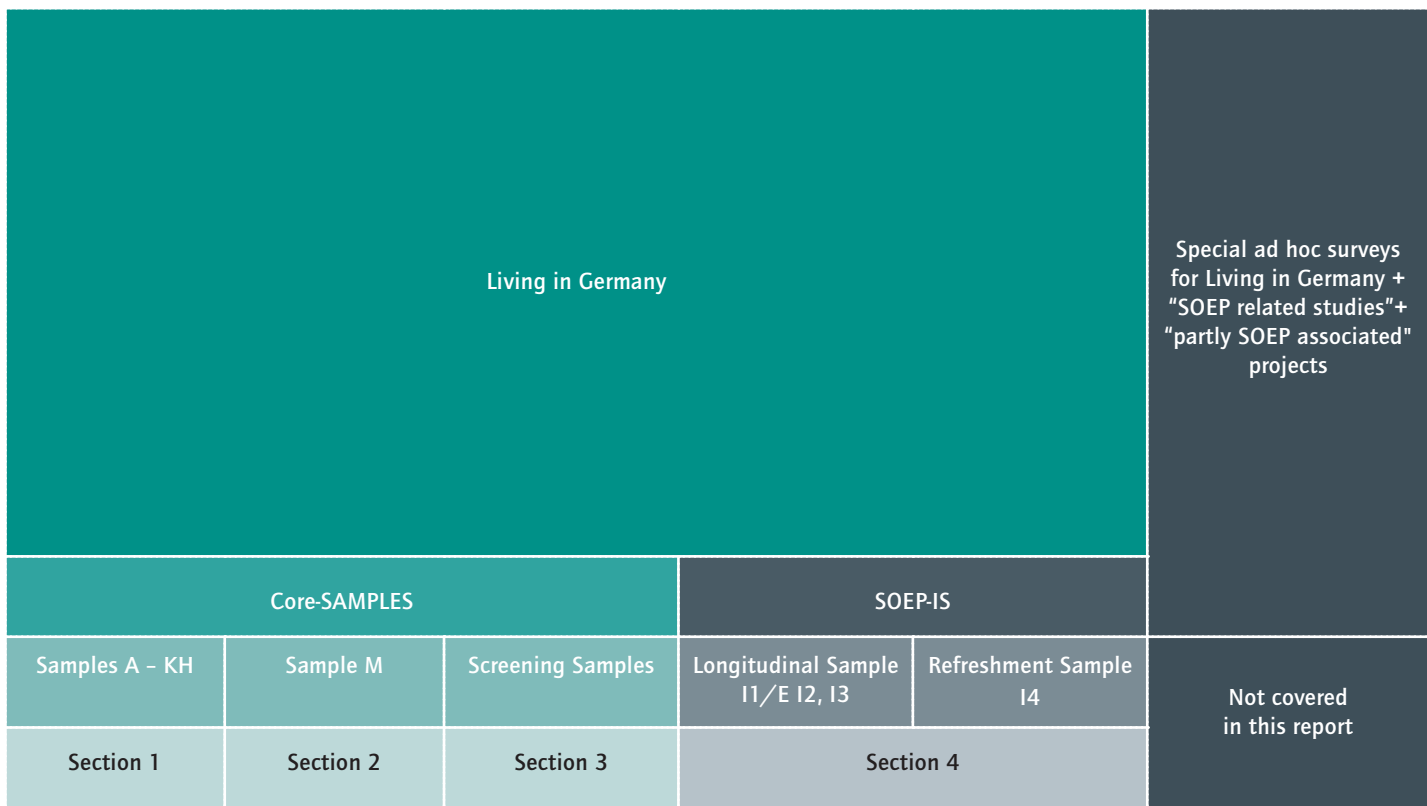 Living in Germany
Special ad hoc surveys
for Living in Germany +
“SOEP related studies”+
“partly SOEP associated"
projects
Core-SAMPLES
SOEP-IS
Samples A – KH
Sample M
Screening Samples
Longitudinal Sample
I1/E I2, I3
Refreshment Sample
I4
Not covered
in this report
Section 1
Section 2
Section 3
Section 4